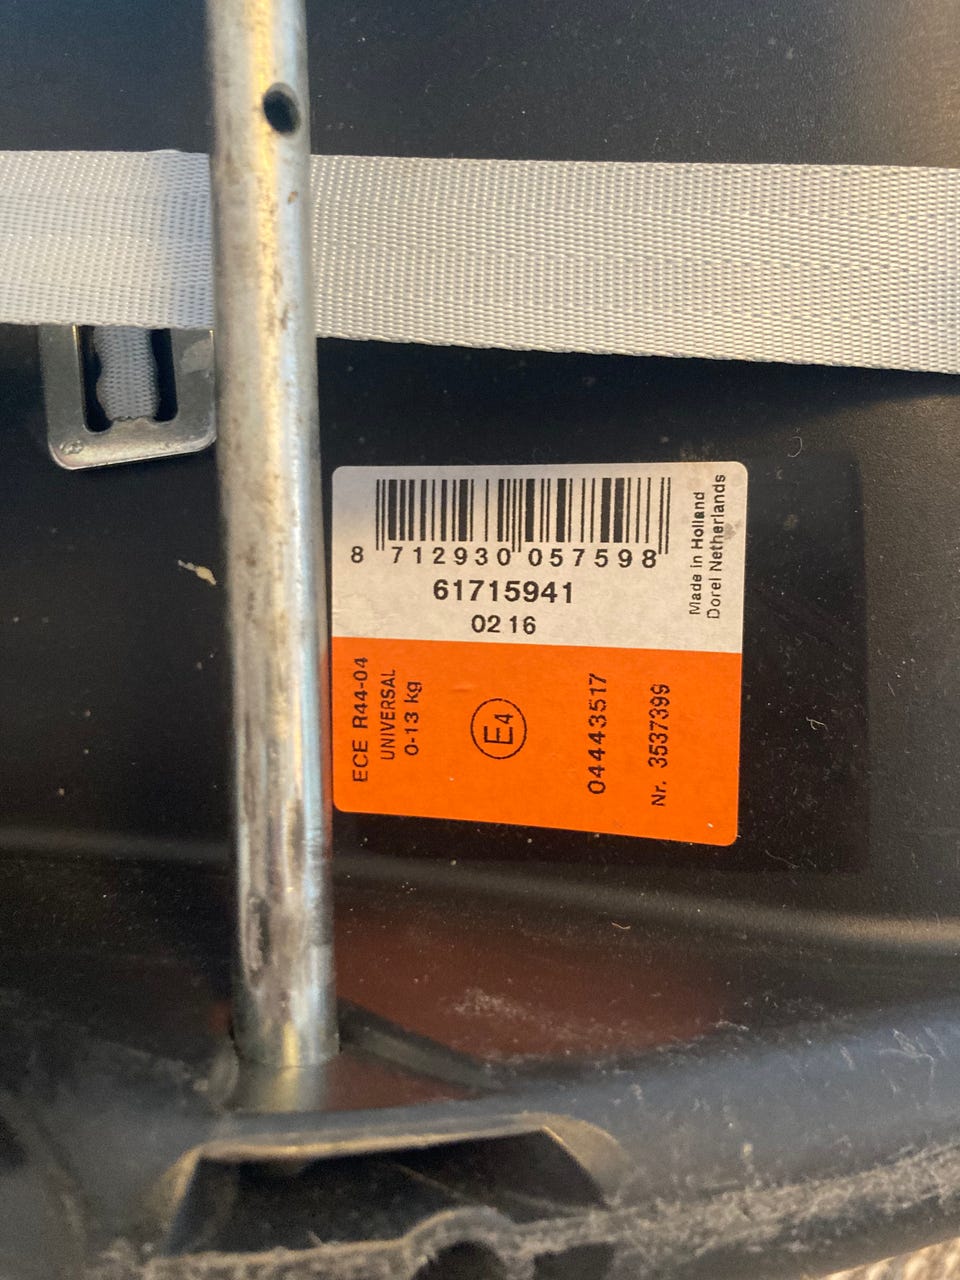 8 712930 057598
61715941
02 16
Made in Holland
Dorel Netherlands
ECE R44-04
UNIVERSAL
0-13 kg
E4
04443517
Nr. 3537399